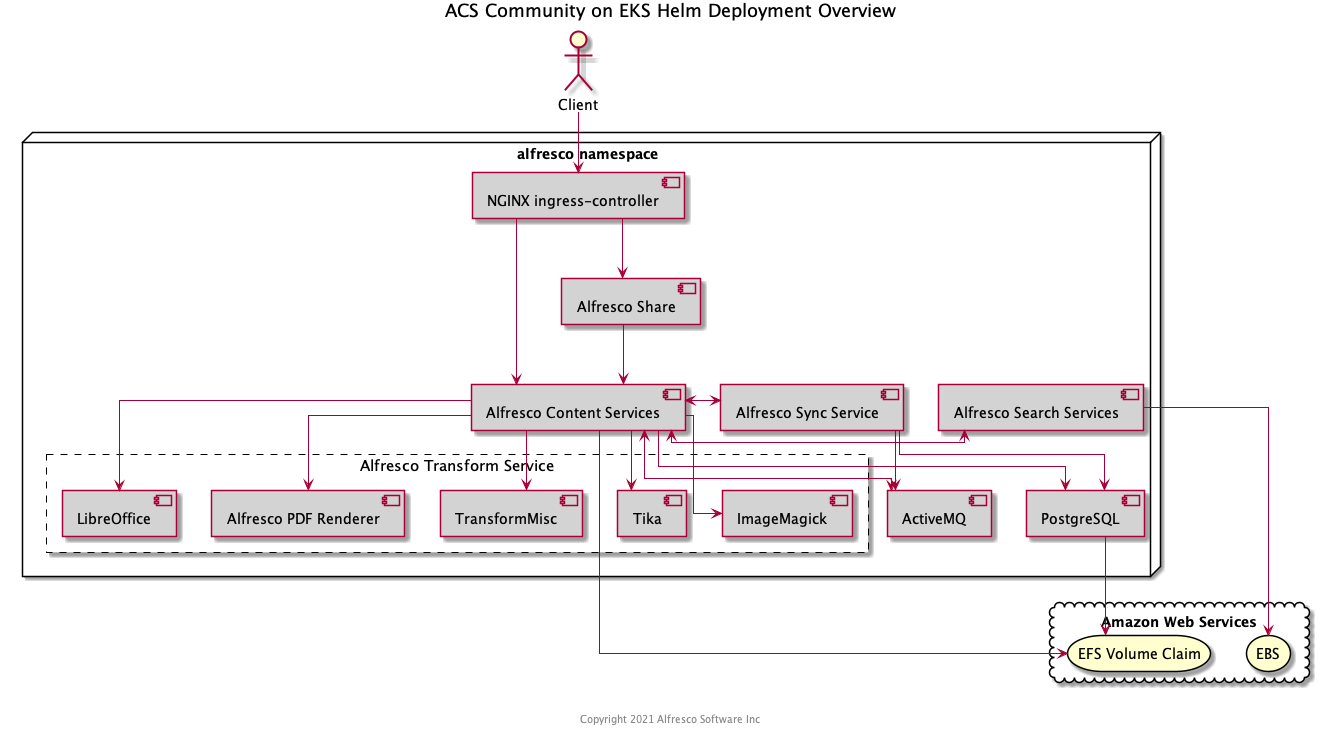 ACS Community on EKS Helm Deployment Overview
Client
alfresco namespace
NGINX ingress-controller
Alfresco Share
Alfresco Content Services
Alfresco Sync Service
Alfresco Search Services
Alfresco Transform Service
LibreOffice
Alfresco PDF Renderer
TransformMisc
Tika
ImageMagick
ActiveMQ
PostgreSQL
Amazon Web Services
EFS Volume Claim
EBS
Copyright 2021 Alfresco Software Inc